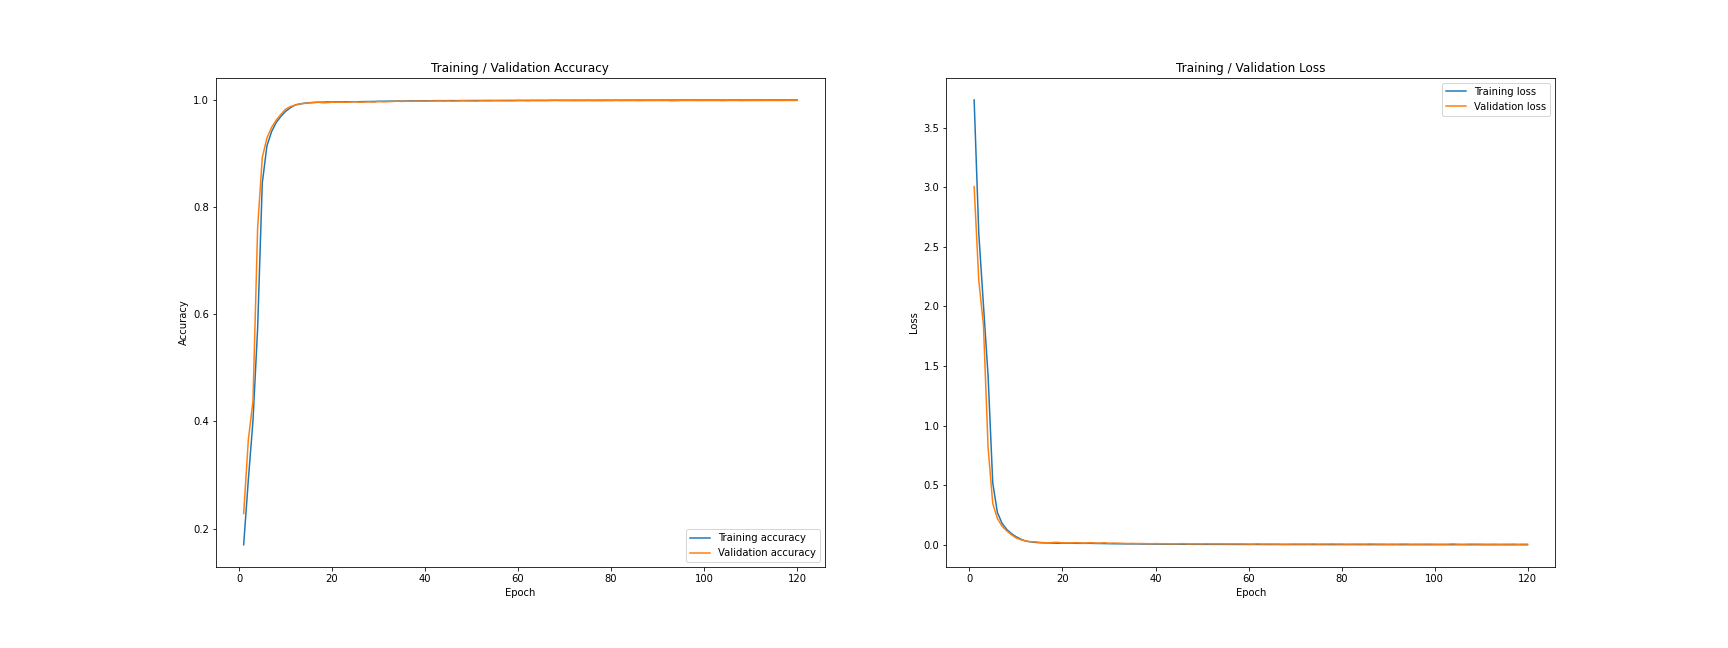 Training / Validation Accuracy
1.0
0.8
0.6
0.4
0.2
Accuracy
0 20 40 60 80 100 120
Epoch
Training accuracy
Validation accuracy
Training / Validation Loss
3.5
3.0
2.5
2.0
1.5
1.0
0.5
0.0
Loss
0 20 40 60 80 100 120
Epoch
Training loss
Validation loss